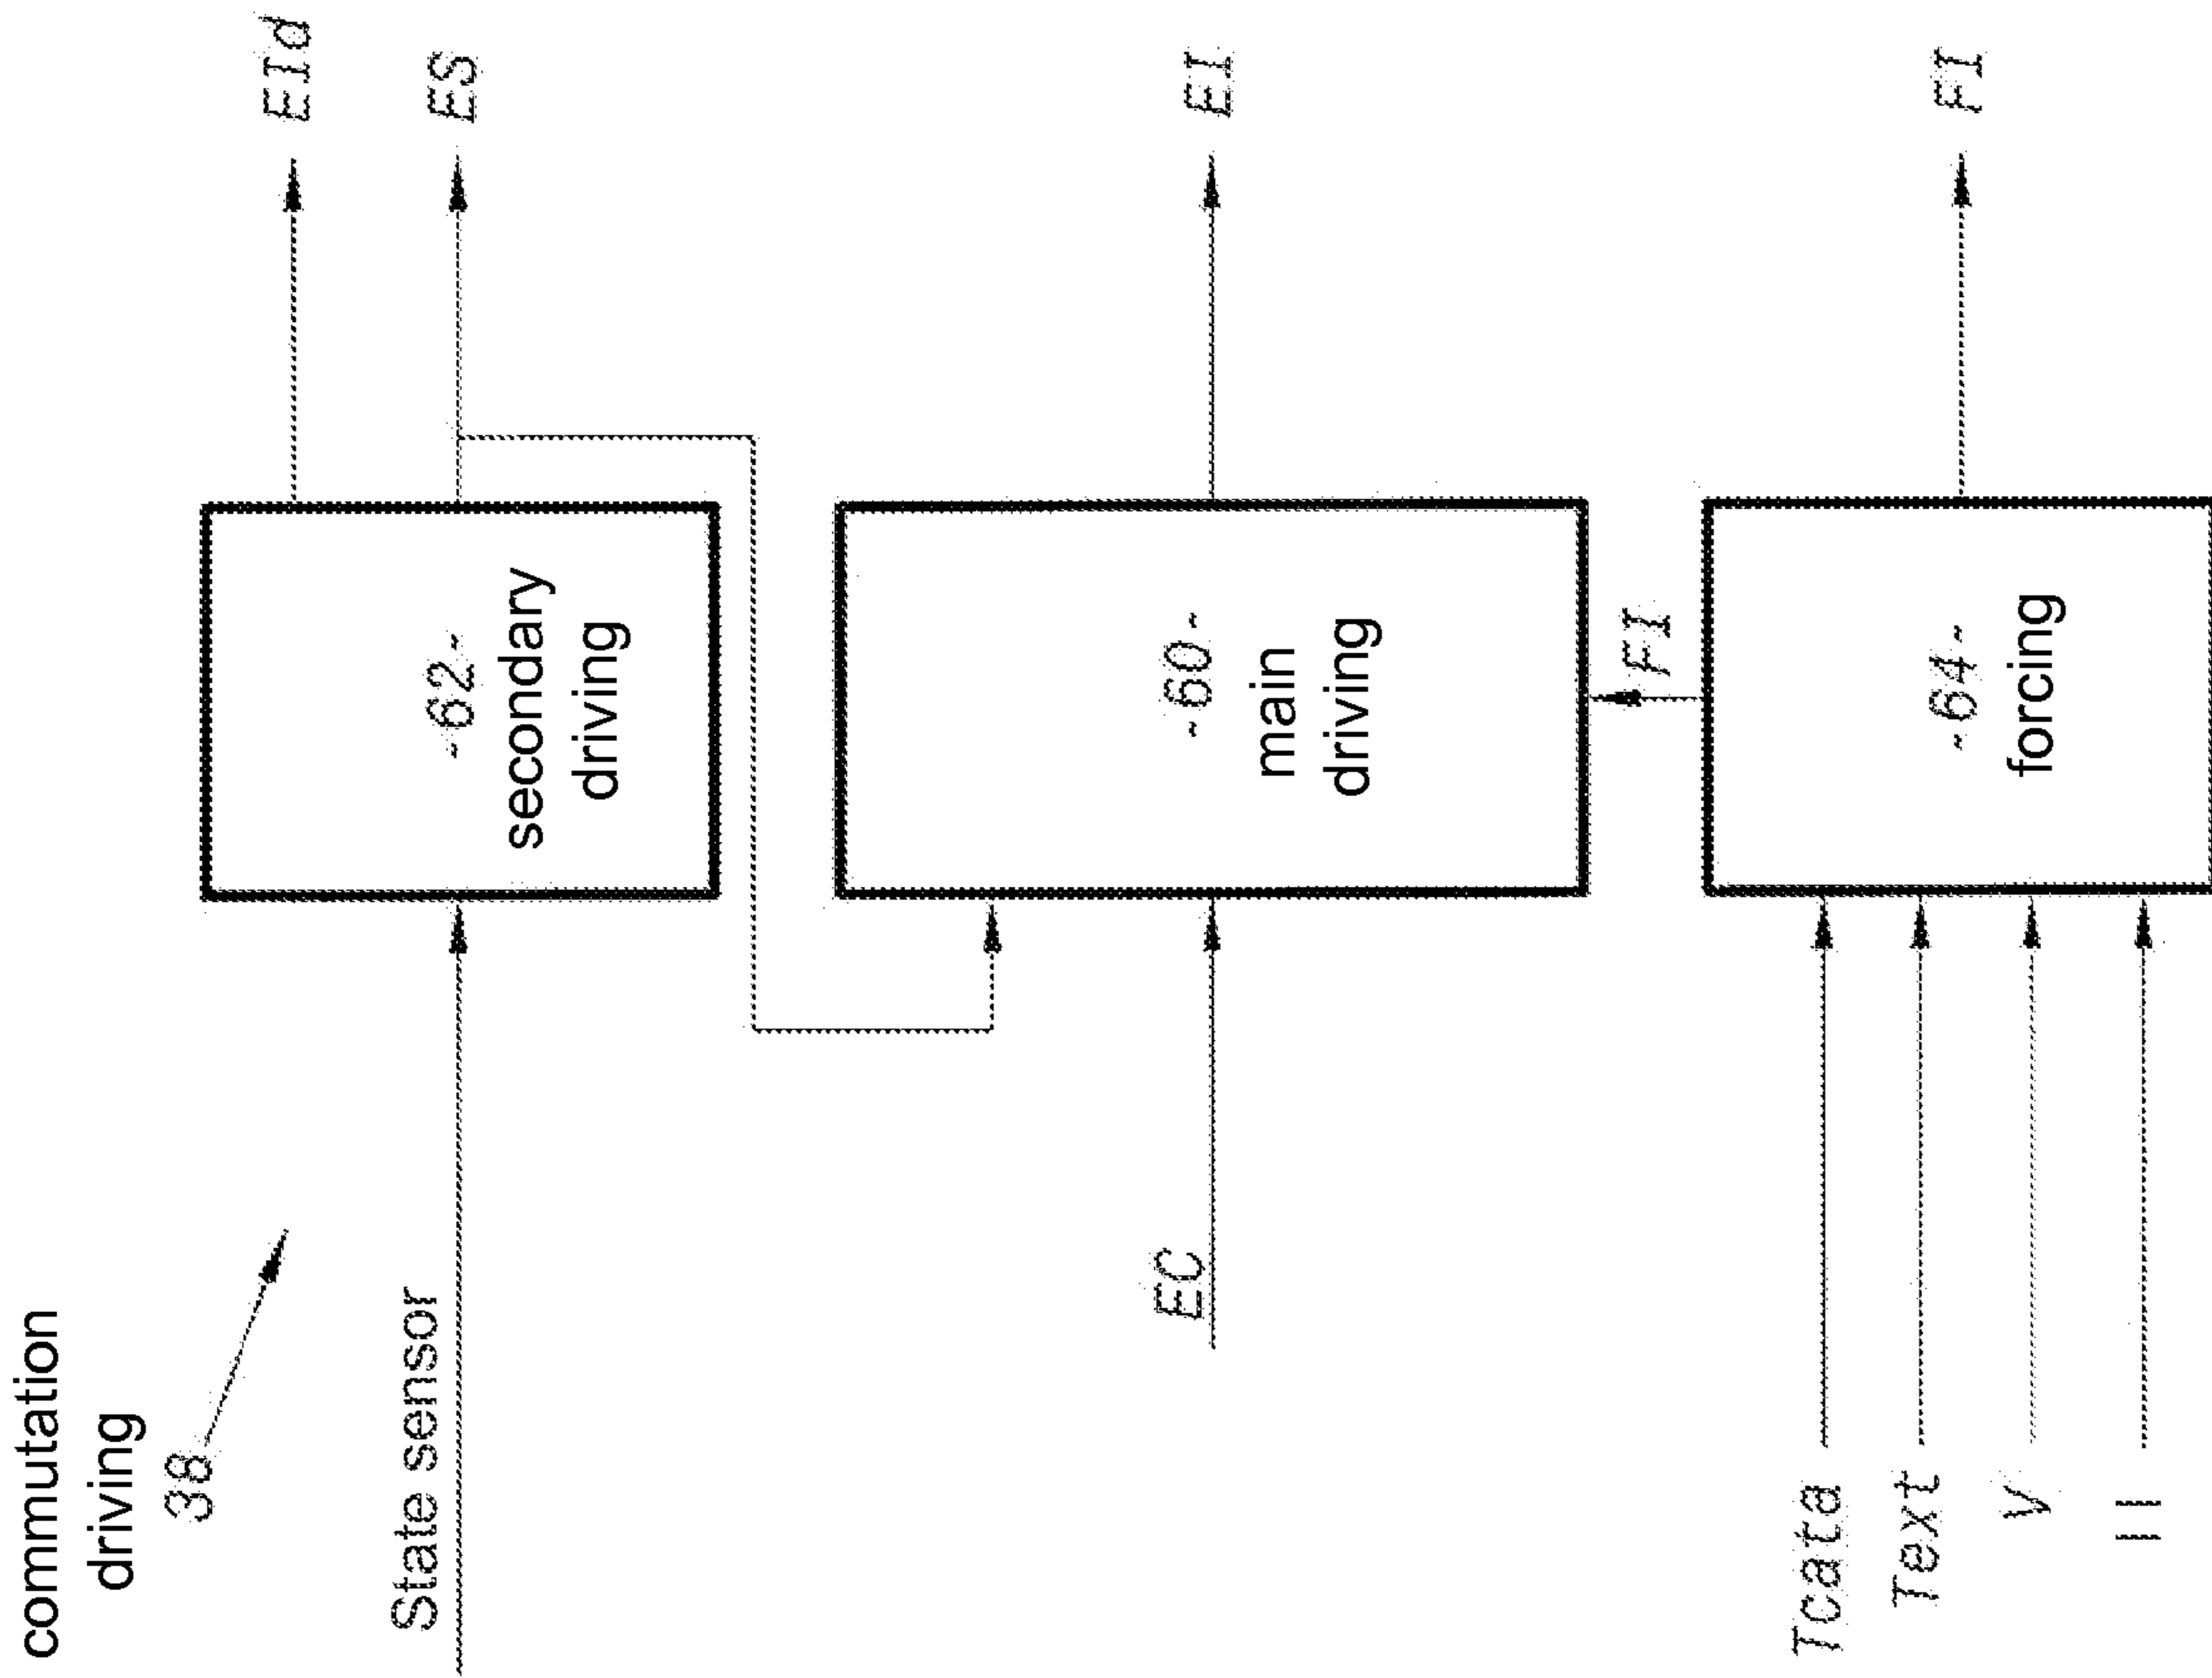 commutation
driving
38
State sensor
-62-
secondary
driving
EId
ES
EC
-60-
main
driving
EI
FI
Tcata
Text
V
II
-64-
forcing
FI